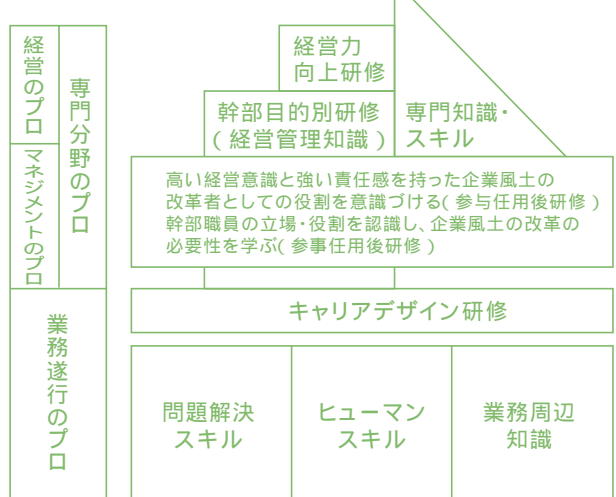 経営のプロ
マネジメントのプロ
専門分野のプロ
業務遂行のプロ
経営力
向上研修
幹部目的別研修
(経営管理知識)
専門知識・
スキル
高い経営意識と強い責任感を持った企業風土の
改革者としての役割を意識づける(参与任用後研修)
幹部職員の立場・役割を認識し、企業風土の改革の
必要性を学ぶ(参事任用後研修)
キャリアデザイン研修
問題解決
スキル
ヒューマン
スキル
業務周辺
知識